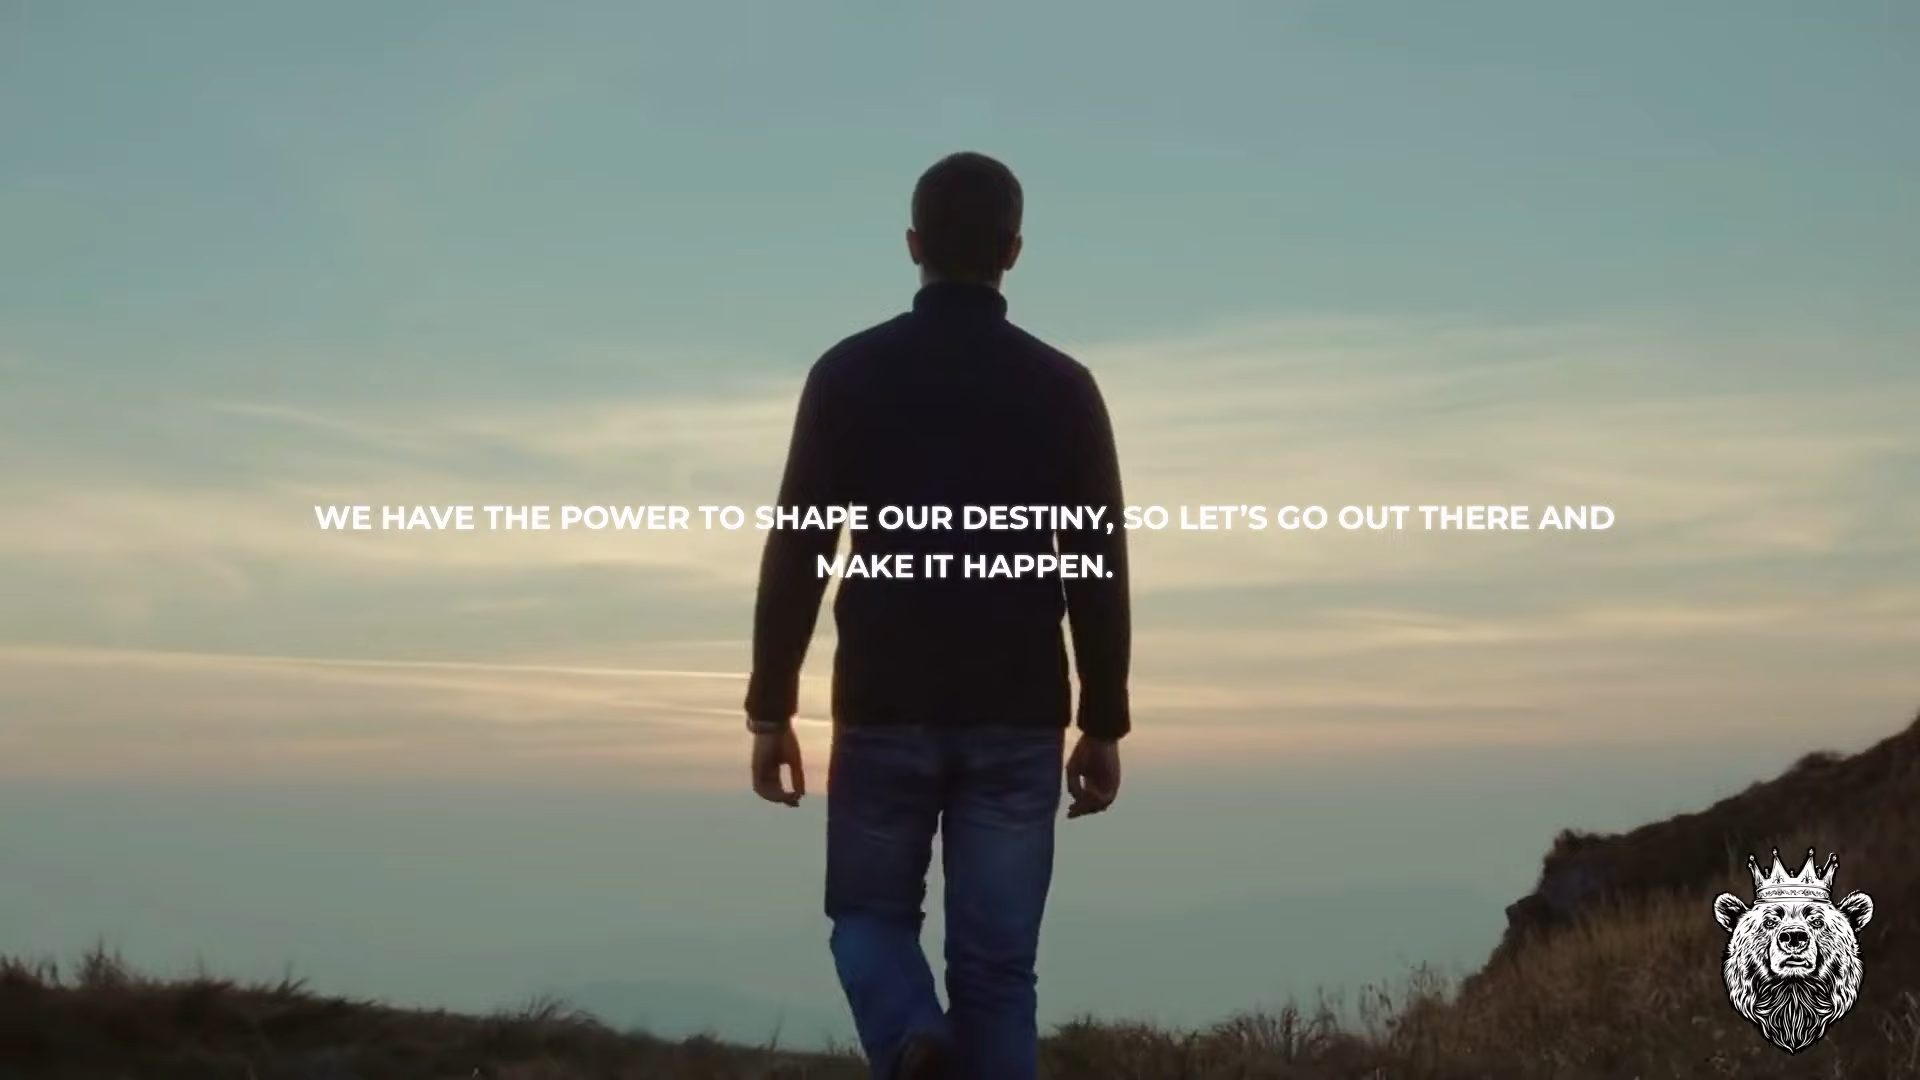 WE HAVE THE POWER TO SHAPE OUR DESTINY, SO LET’S GO OUT THERE AND
MAKE IT HAPPEN.